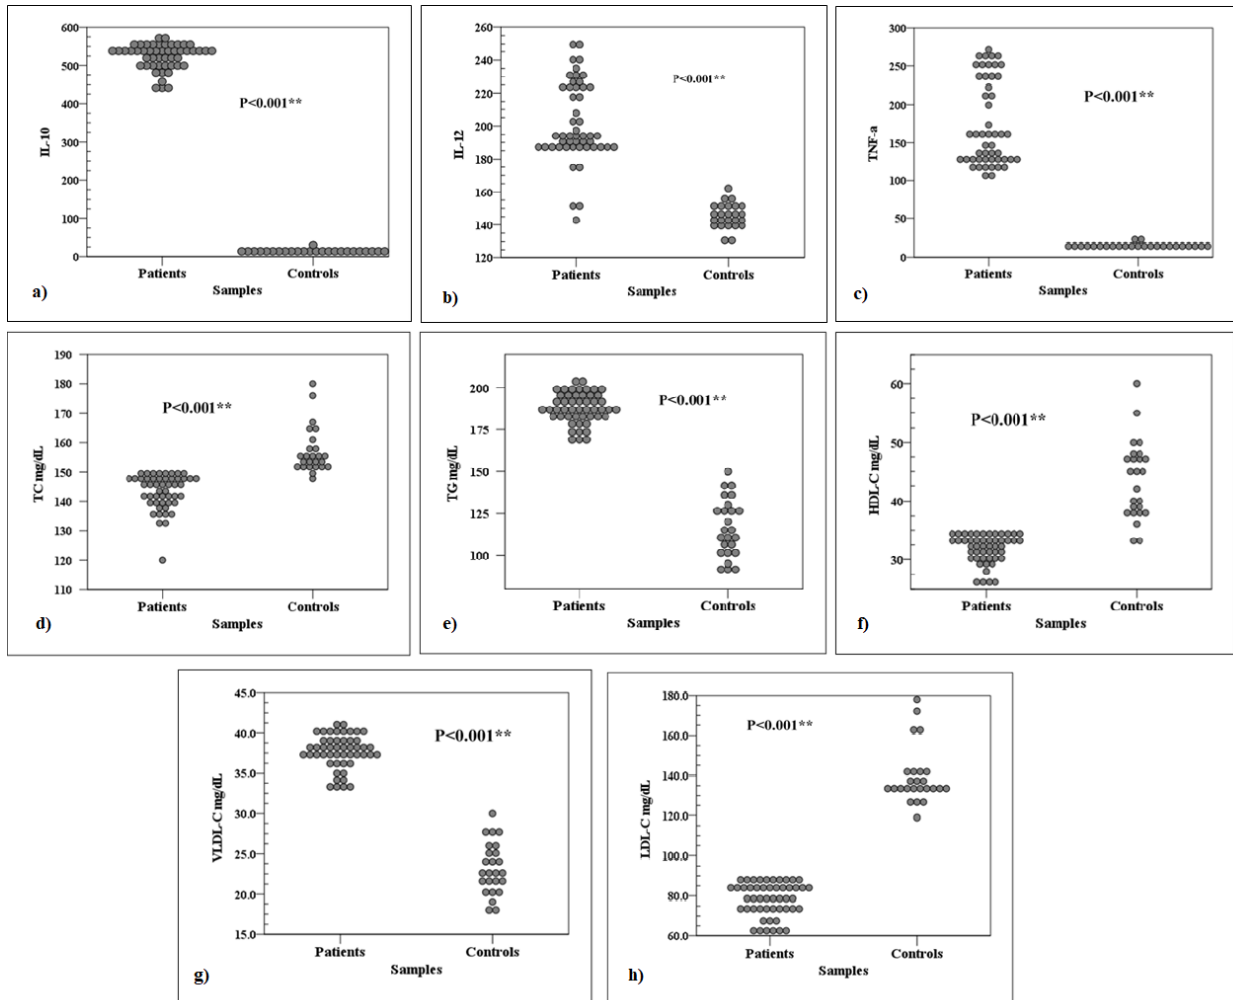 600
500
400
300
200
100
0
IL-10
P<0.001**
Patients
Controls
Samples
a)
260
240
220
200
180
160
140
120
IL-12
P<0.001**
Patients
Controls
Samples
b)
300
250
200
150
100
50
0
TNF-a
P<0.001**
Patients
Controls
Samples
c)
190
180
170
160
150
140
130
120
110
TC mg/dL
P<0.001**
Patients
Controls
Samples
d)
200
175
150
125
100
TG mg/dL
P<0.001**
Patients
Controls
Samples
e)
60
50
40
30
HDL-C mg/dL
P<0.001**
Patients
Controls
Samples
f)
45.0
40.0
35.0
30.0
25.0
20.0
15.0
VLDL-C mg/dL
P<0.001**
Patients
Controls
Samples
g)
180.0
160.0
140.0
120.0
100.0
80.0
60.0
LDL-C mg/dL
P<0.001**
Patients
Controls
Samples
h)